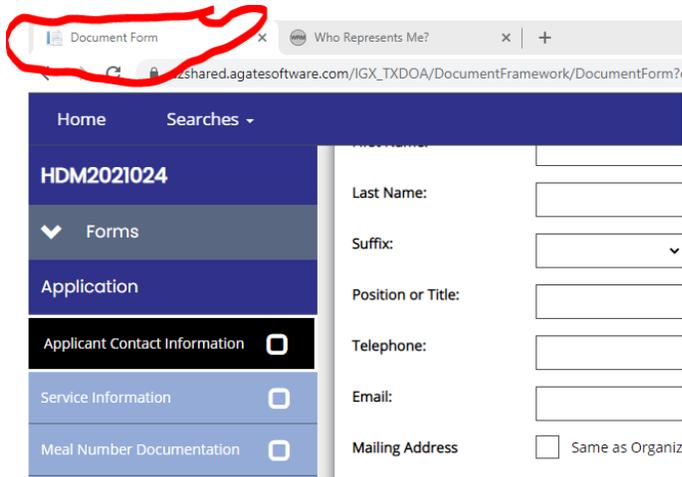 Document Form
Who Represents Me?
zshared.agatesoftware.com/IGX_TXDOA/DocumentFramework/DocumentForm?
Home
Searches
HDM2021024
Forms
Application
Applicant Contact Information
Service Information
Meal Number Documentation
Last Name:
Suffix:
Position or Title:
Telephone:
Email:
Mailing Address
Same as Organiz